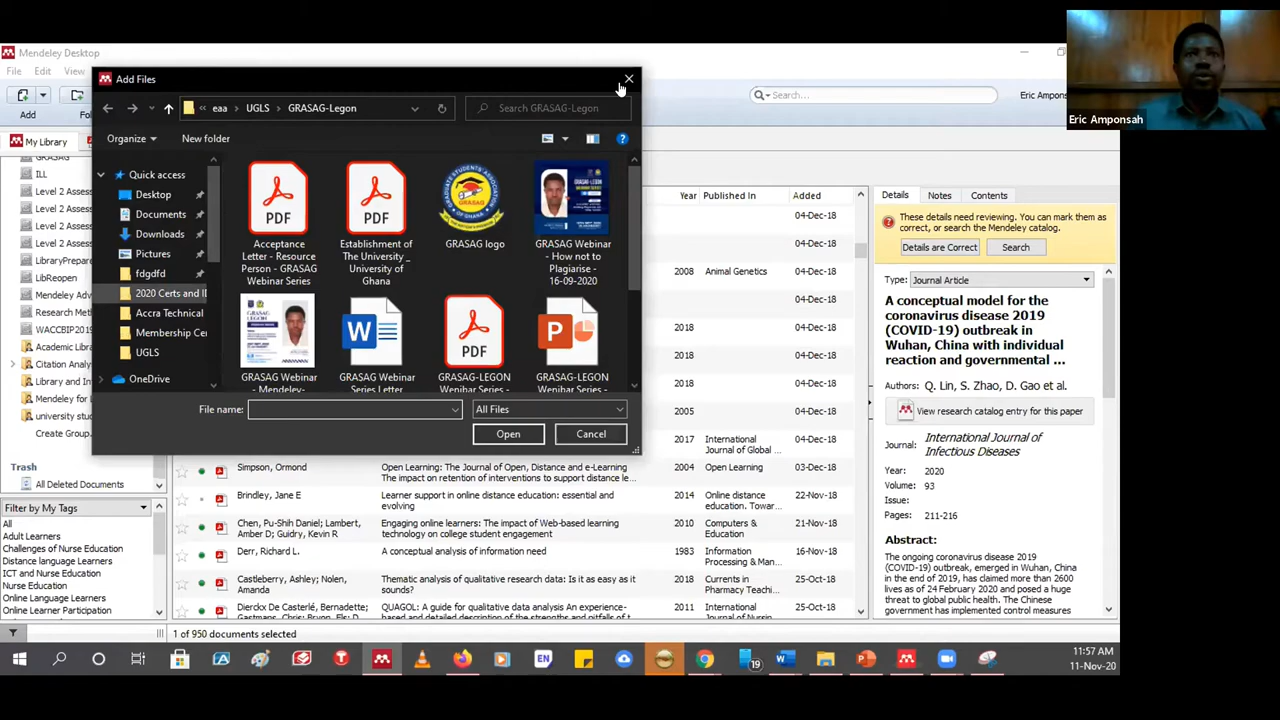 Mendeley Desktop
File Edit View
Add
My Library
GRASAG
ILL
Level 2 Assess
Level 2 Assess
Level 2 Assess
LibraryPrepare
LibReopen
Mendeley Adv
Research Metr
WACCBIP2019
Academic Libra
Citation Analy
Library and In
Mendeley for L
university stud
Create Group...
Trash
All Deleted Documents
Filter by My Tags
All
Adult Learners
Challenges of Nurse Education
Distance language Learners
ICT and Nurse Education
Nurse Education
Online Language Learners
Online Learner Participation
Add Files
eaa > UGLS > GRASAG-Legon
Search GRASAG-Legon
Organize
New folder
Quick access
Desktop
Documents
Downloads
Pictures
fdgdfd
2020 Certs and II
Accra Technical
Membership Cer
UGLS
OneDrive
Acceptance
Letter - Resource
Person - GRASAG
Webinar Series
Establishment of
The University _
University of
Ghana
GRASAG logo
GRASAG Webinar
- How not to
Plagiarise -
16-09-2020
GRASAG Webinar
- Mendeley-
GRASAG Webinar
Series Letter
GRASAG-LEGON
Wenibar Series -
GRASAG-LEGON
Wenibar Series -
File name:
All Files
Open
Cancel
Search...
Eric Ampons
Eric Amponsah
Year Published In Added
04-Dec-18
04-Dec-18
2008 Animal Genetics 04-Dec-18
04-Dec-18
2018 04-Dec-18
2018 04-Dec-18
2018 04-Dec-18
2005 04-Dec-18
2017 International
Journal of Global ...
04-Dec-18
Simpson, Ormond Open Learning: The Journal of Open, Distance and e-Learning
The impact on retention of interventions to support distance le...
2004 Open Learning 03-Dec-18
Brindley, Jane E Learner support in online distance education: essential and
evolving
2014 Online distance
education. Towar...
22-Nov-18
Chen, Pu-Shih Daniel; Lambert,
Amber D; Guidry, Kevin R
Engaging online learners: The impact of Web-based learning
technology on college student engagement
2010 Computers &
Education
21-Nov-18
Derr, Richard L. A conceptual analysis of information need 1983 Information
Processing & Man...
16-Nov-18
Castleberry, Ashley; Nolen,
Amanda
Thematic analysis of qualitative research data: Is it as easy as it
sounds?
2018 Currents in
Pharmacy Teachi...
25-Oct-18
Dierckx De Casterlé, Bernadette;
QUAGOL: A guide for qualitative data analysis An experience-
2011 International
25-Oct-18
1 of 950 documents selected
Details Notes Contents
These details need reviewing. You can mark them as
correct, or search the Mendeley catalog.
Details are Correct Search
Type: Journal Article
A conceptual model for the
coronavirus disease 2019
(COVID-19) outbreak in
Wuhan, China with individual
reaction and governmental ...
Authors: Q. Lin, S. Zhao, D. Gao et al.
View research catalog entry for this paper
Journal: International Journal of
Infectious Diseases
Year: 2020
Volume: 93
Issue:
Pages: 211-216
Abstract:
The ongoing coronavirus disease 2019
(COVID-19) outbreak, emerged in Wuhan, China
in the end of 2019, has claimed more than 2600
lives as of 24 February 2020 and posed a huge
threat to global public health. The Chinese
government has implemented control measures
11:57 AM
11-Nov-20